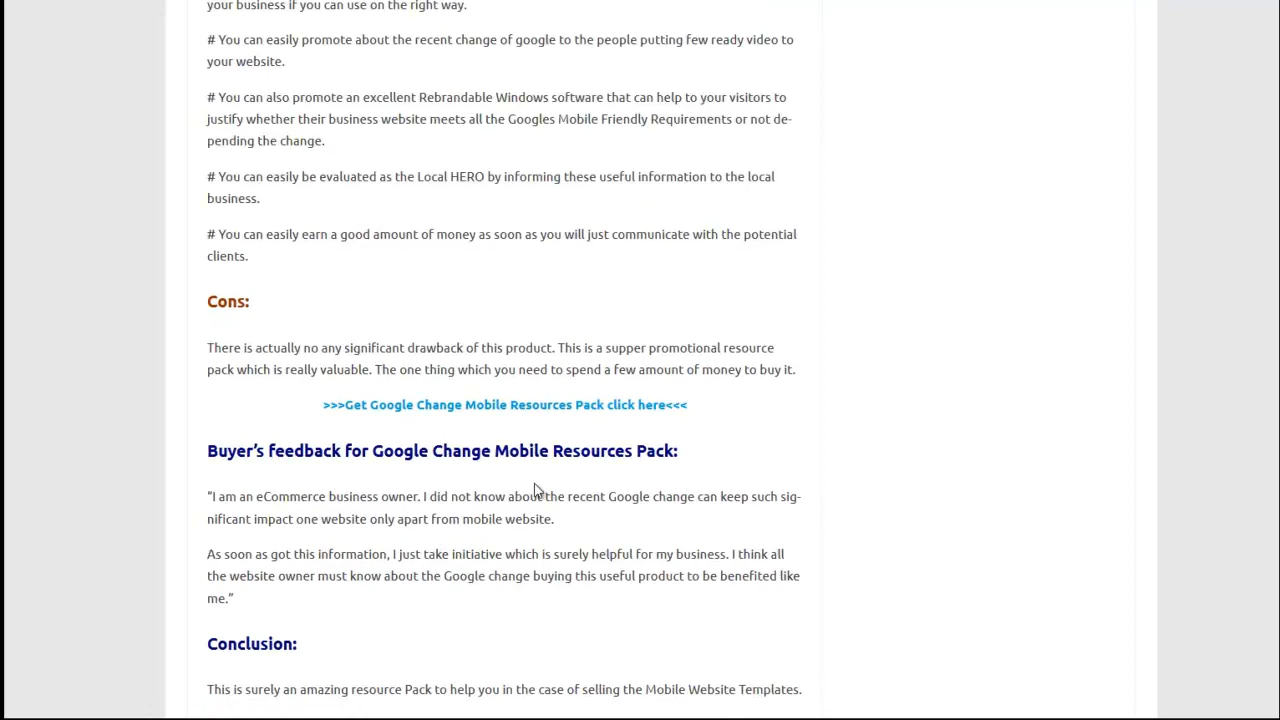 your business if you can use on the right way.
# You can easily promote about the recent change of google to the people putting few ready video to
your website.
# You can also promote an excellent Rebrandable Windows software that can help to your visitors to
justify whether their business website meets all the Googles Mobile Friendly Requirements or not de-
pending the change.
# You can easily be evaluated as the Local HERO by informing these useful information to the local
business.
# You can easily earn a good amount of money as soon as you will just communicate with the potential
clients.
Cons:
There is actually no any significant drawback of this product. This is a supper promotional resource
pack which is really valuable. The one thing which you need to spend a few amount of money to buy it.
>>>Get Google Change Mobile Resources Pack click here<<<
Buyer’s feedback for Google Change Mobile Resources Pack:
“I am an eCommerce business owner. I did not know about the recent Google change can keep such sig-
nificant impact one website only apart from mobile website.
As soon as got this information, I just take initiative which is surely helpful for my business. I think all
the website owner must know about the Google change buying this useful product to be benefited like
me.”
Conclusion:
This is surely an amazing resource Pack to help you in the case of selling the Mobile Website Templates.